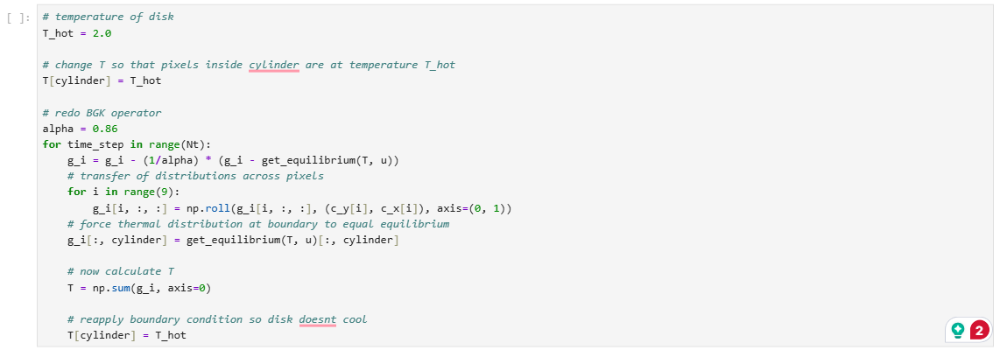 [ ]: # temperature of disk
T_hot = 2.0
# change T so that pixels inside cylinder are at temperature T_hot
T[cylinder] = T_hot
# redo BGK operator
alpha = 0.86
for time_step in range(Nt):
    g_i = g_i - (1/alpha) * (g_i - get_equilibrium(T, u))
    # transfer of distributions across pixels
    for i in range(9):
        g_i[i, :, :] = np.roll(g_i[i, :, :], (c_y[i], c_x[i]), axis=(0, 1))
    # force thermal distribution at boundary to equal equilibrium
    g_i[:, cylinder] = get_equilibrium(T, u)[:, cylinder]
    # now calculate T
    T = np.sum(g_i, axis=0)
    # reapply boundary condition so disk doesnt cool
    T[cylinder] = T_hot
2